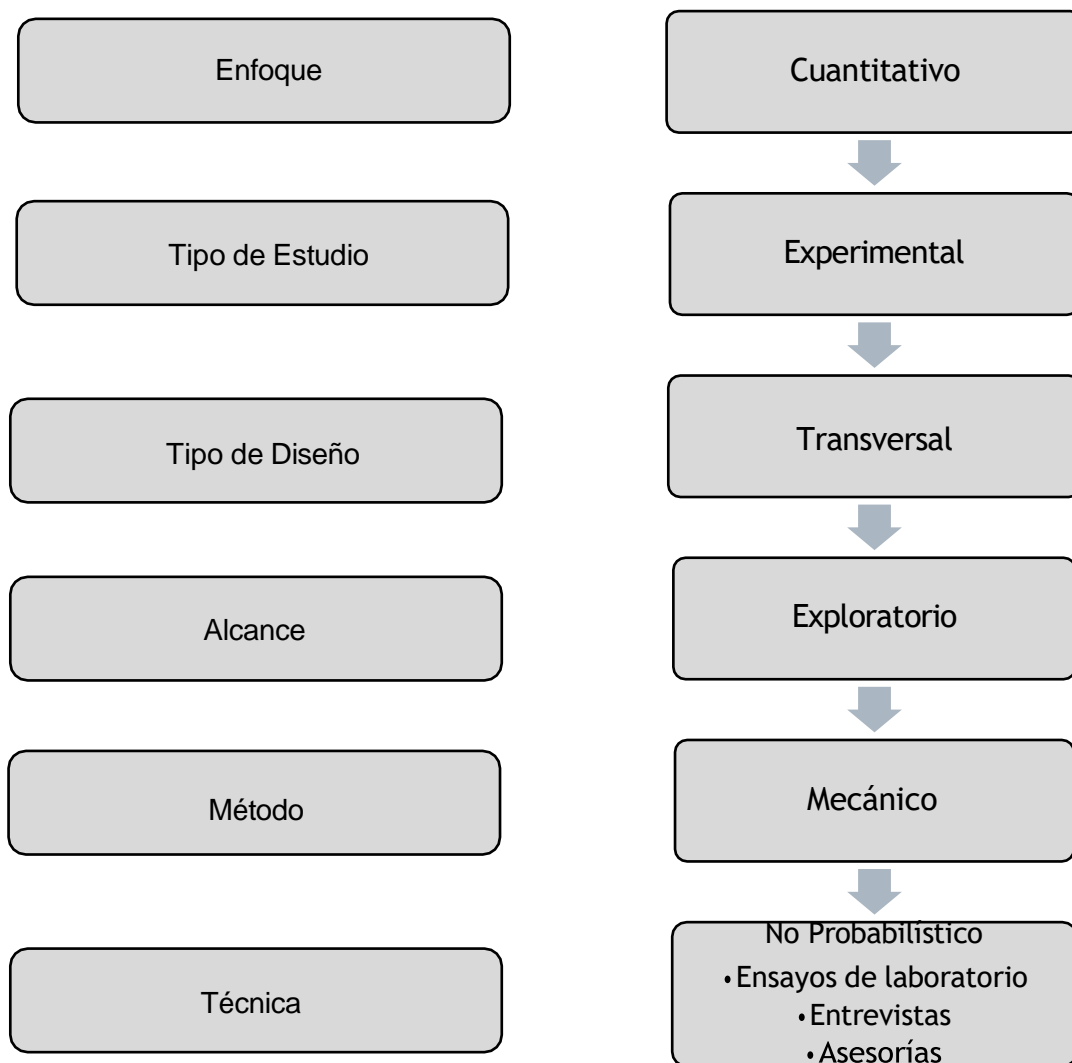 Enfoque
Cuantitativo
Tipo de Estudio
Experimental
Tipo de Diseño
Transversal
Alcance
Exploratorio
Método
Mecánico
Técnica
No Probabilístico
•Ensayos de laboratorio
•Entrevistas
•Asesorías